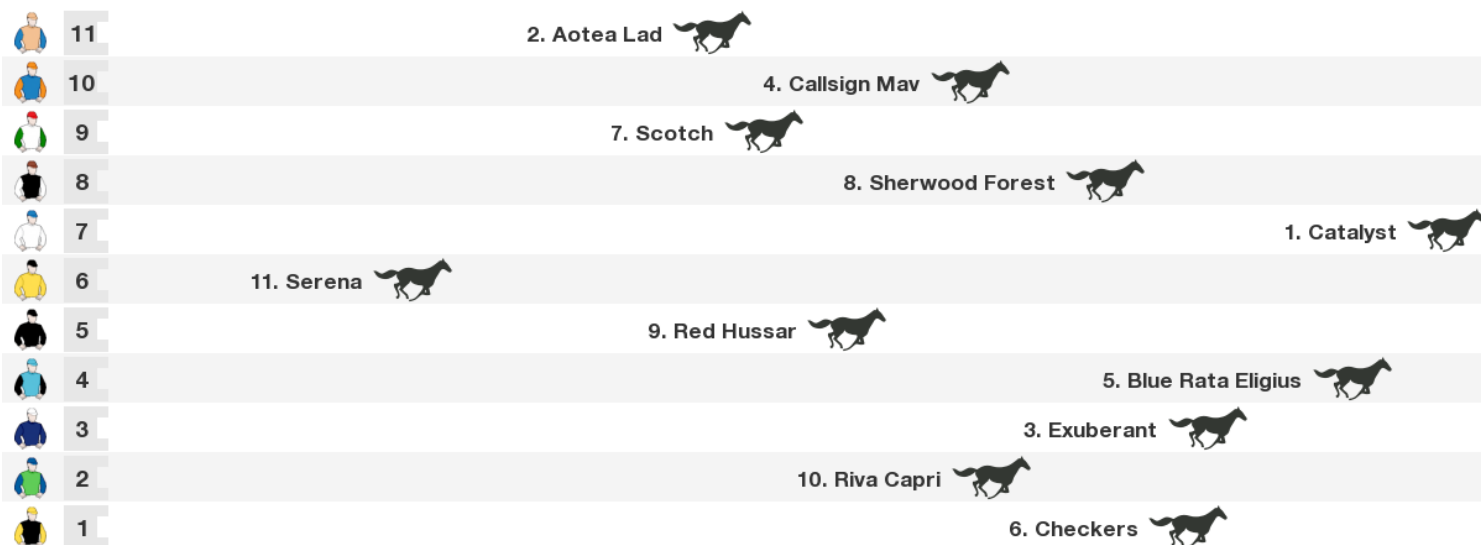 11 2. Aotea Lad
10 4. Callsign Mav
9 7. Scotch
8 8. Sherwood Forest
7 1. Catalyst
6 11. Serena
5 9. Red Hussar
4 5. Blue Rata Eligius
3 3. Exuberant
2 10. Riva Capri
1 6. Checkers